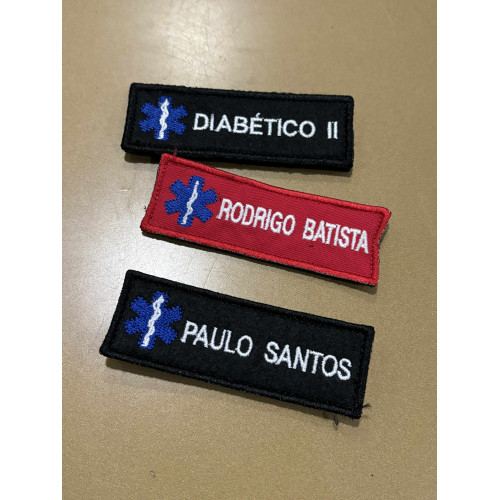 DIABÉTICO II
RODRIGO BATISTA
PAULO SANTOS